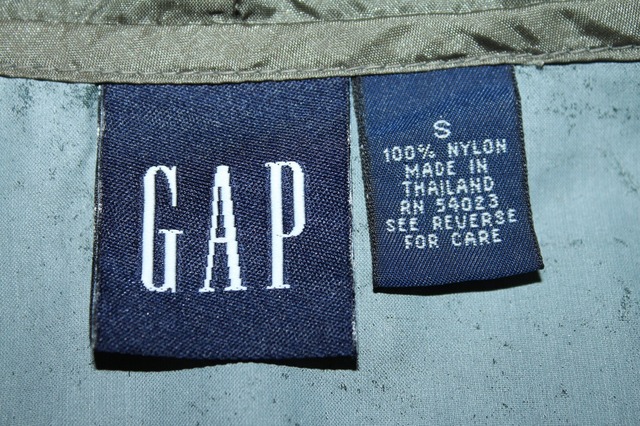 GAP
S
100% NYLON
MADE IN
THAILAND
RN 54023
SEE REVERSE
FOR CARE